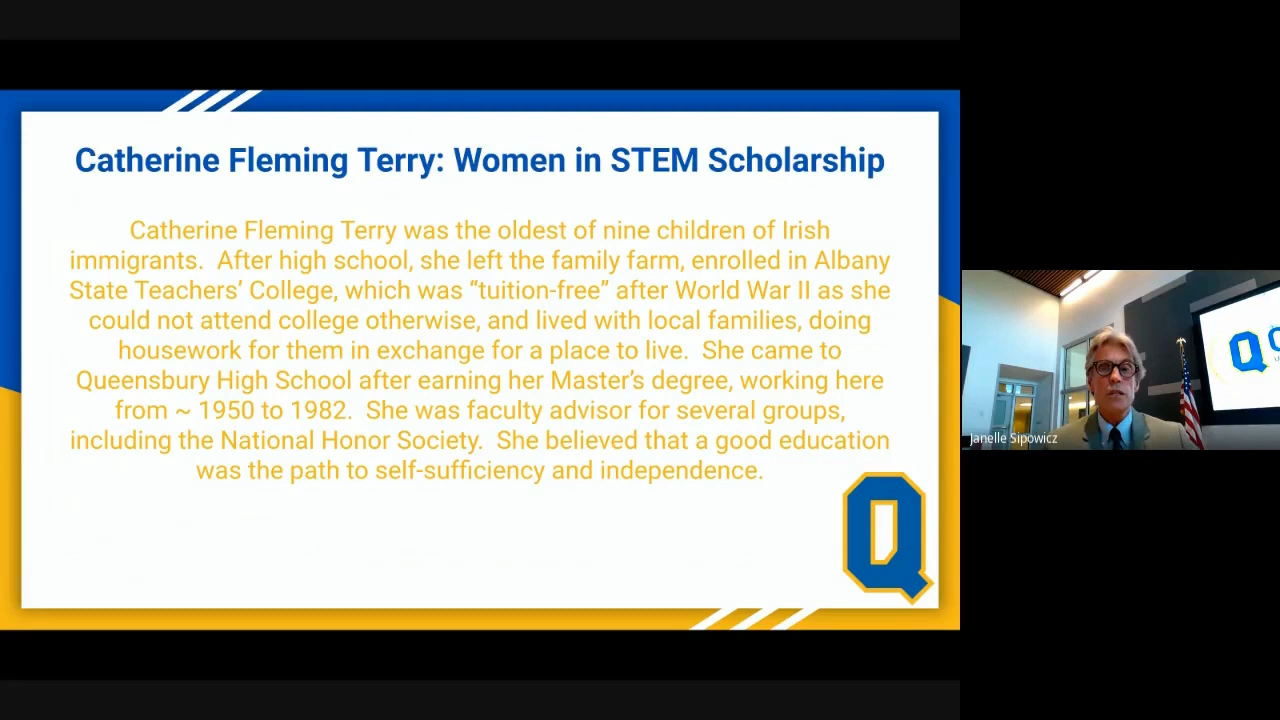 Catherine Fleming Terry: Women in STEM Scholarship
Catherine Fleming Terry was the oldest of nine children of Irish
immigrants.  After high school, she left the family farm, enrolled in Albany
State Teachers’ College, which was “tuition-free” after World War II as she
could not attend college otherwise, and lived with local families, doing
housework for them in exchange for a place to live.  She came to
Queensbury High School after earning her Master’s degree, working here
from ~ 1950 to 1982.  She was faculty advisor for several groups,
including the National Honor Society.  She believed that a good education
was the path to self-sufficiency and independence.
Q
Q
Janelle Sipowicz